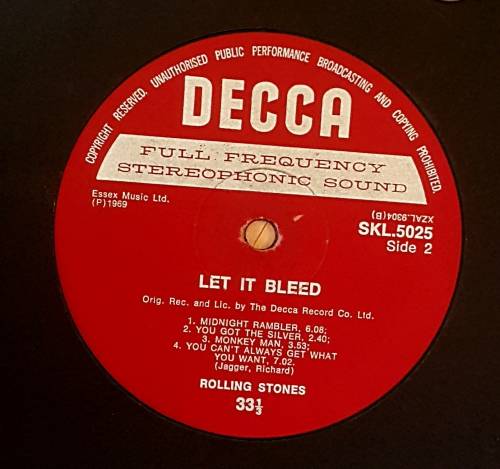 COPYRIGHT RESERVED. UNAUTHORISED PUBLIC PERFORMANCE BROADCASTING AND COPYING PROHIBITED.
DECCA
FULL FREQUENCY
STEREOPHONIC SOUND
Essex Music Ltd.
(P)1969
XZAL.9304(B)
SKL.5025
Side 2
LET IT BLEED
Orig. Rec. and Lic. by The Decca Record Co. Ltd.
1. MIDNIGHT RAMBLER, 6.08;
2. YOU GOT THE SILVER, 2.40;
3. MONKEY MAN, 3.53;
4. YOU CAN'T ALWAYS GET WHAT
YOU WANT, 7.02.
(Jagger, Richard)
ROLLING STONES
33⅓